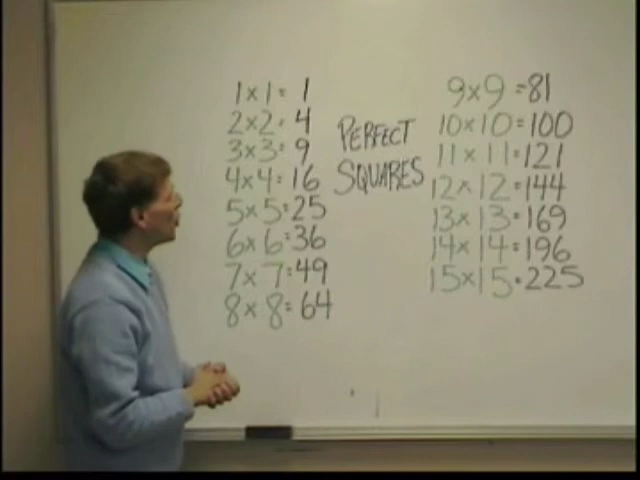 1x1= 1
2x2= 4
3x3= 9
4x4=16
5x5=25
6x6=36
7x7=49
8x8=64
PERFECT
SQUARES
9x9=81
10x10=100
11x11=121
12x12=144
13x13=169
14x14=196
15x15=225